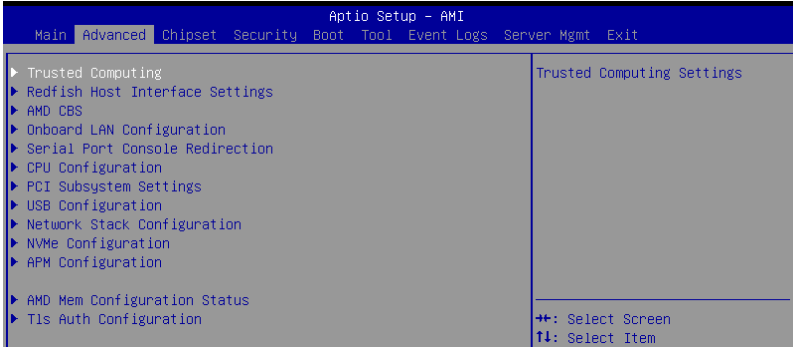 Aptio Setup - AMI
Main Advanced Chipset Security Boot Tool Event Logs Server Mgmt Exit
▶ Trusted Computing
▶ Redfish Host Interface Settings
▶ AMD CBS
▶ Onboard LAN Configuration
▶ Serial Port Console Redirection
▶ CPU Configuration
▶ PCI Subsystem Settings
▶ USB Configuration
▶ Network Stack Configuration
▶ NVMe Configuration
▶ APM Configuration
▶ AMD Mem Configuration Status
▶ Tls Auth Configuration
Trusted Computing Settings
→←: Select Screen
↑↓: Select Item